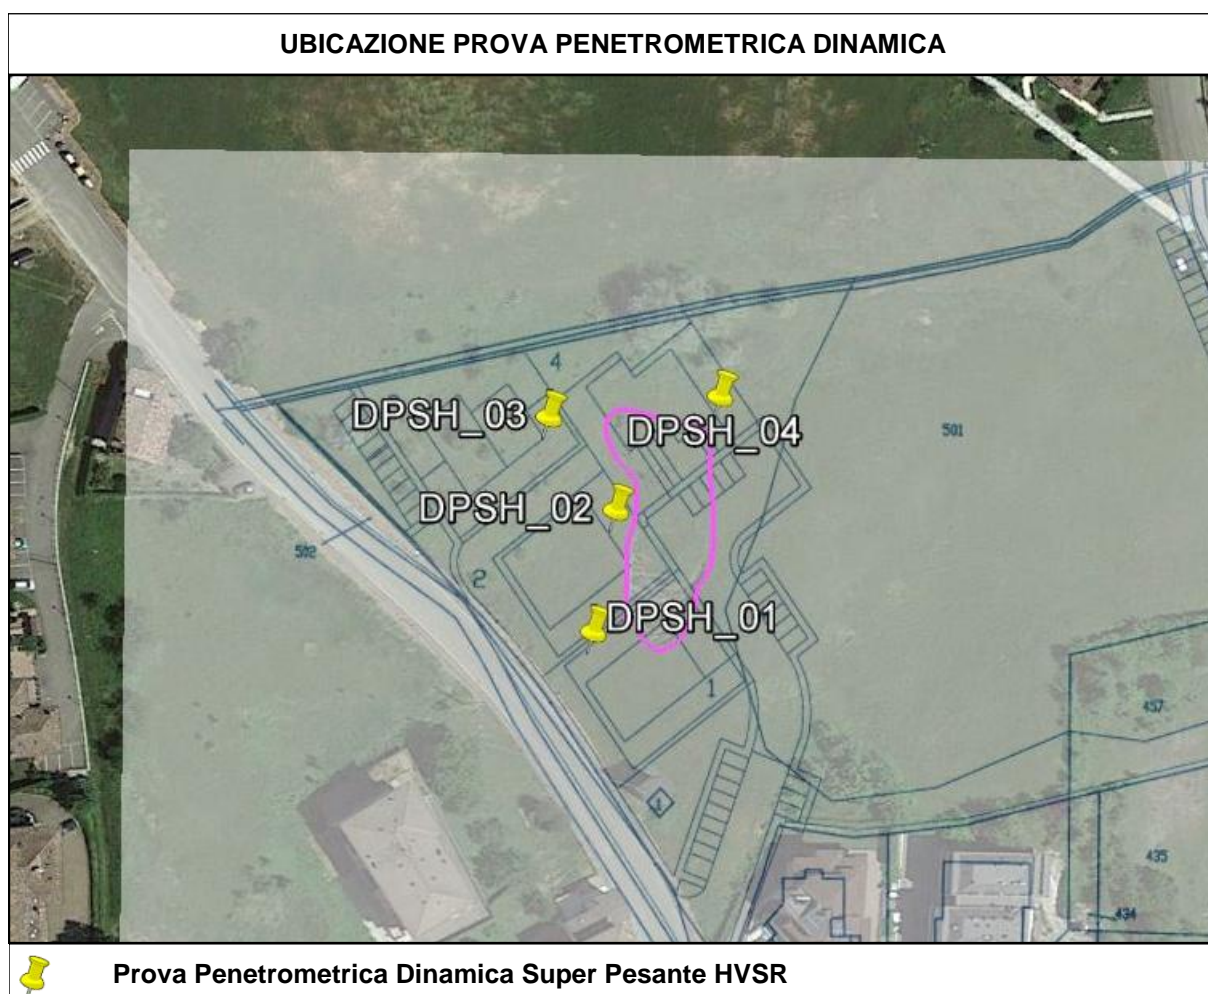 UBICAZIONE PROVA PENETROMETRICA DINAMICA
4
DPSH_03
DPSH_04
501
DPSH_02
502
2
DPSH_01
1
457
1
435
434
Prova Penetrometrica Dinamica Super Pesante HVSR